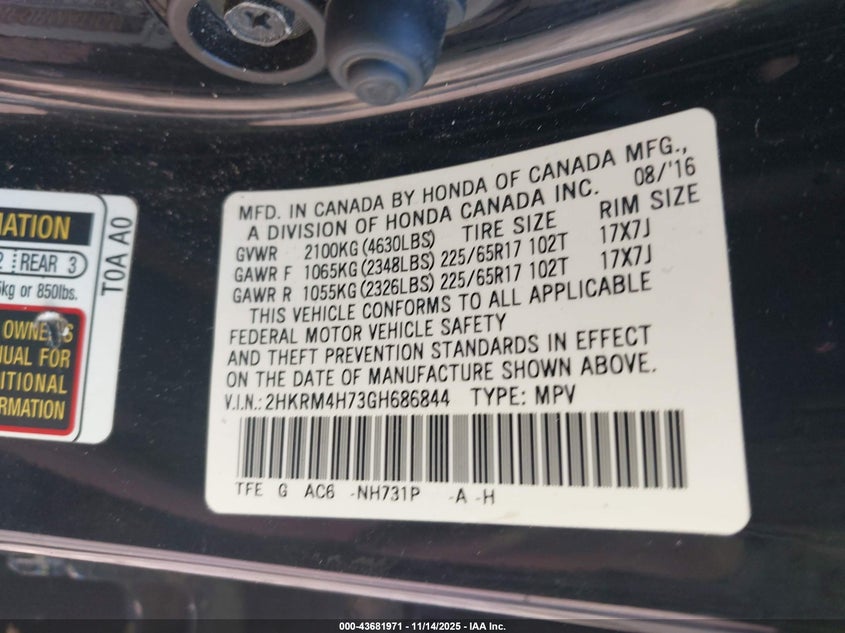 MFD. IN CANADA BY HONDA OF CANADA MFG.,
A DIVISION OF HONDA CANADA INC. 08/'16
GVWR 2100KG (4630LBS) TIRE SIZE RIM SIZE
GAWR F 1065KG (2348LBS) 225/65R17 102T 17X7J
GAWR R 1055KG (2326LBS) 225/65R17 102T 17X7J
THIS VEHICLE CONFORMS TO ALL APPLICABLE
FEDERAL MOTOR VEHICLE SAFETY
AND THEFT PREVENTION STANDARDS IN EFFECT
ON THE DATE OF MANUFACTURE SHOWN ABOVE.
V.I.N.: 2HKRM4H73GH686844 TYPE: MPV
TFE G AC6 -NH731P -A -H
MATION
2 REAR 3
kg or 850lbs.
OWNER'S
UAL FOR
ITIONAL
RMATION
T0A A0
000-43681971 - 11/14/2025 - IAA Inc.